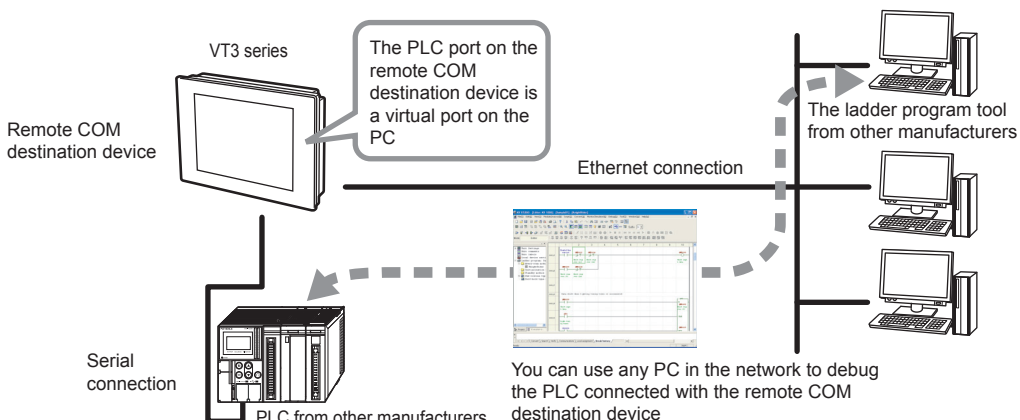 VT3 series
The PLC port on the
remote COM
destination device is
a virtual port on the
PC
Remote COM
destination device
The ladder program tool
from other manufacturers
Ethernet connection
Serial
connection
PLC from other manufacturers
You can use any PC in the network to debug
the PLC connected with the remote COM
destination device